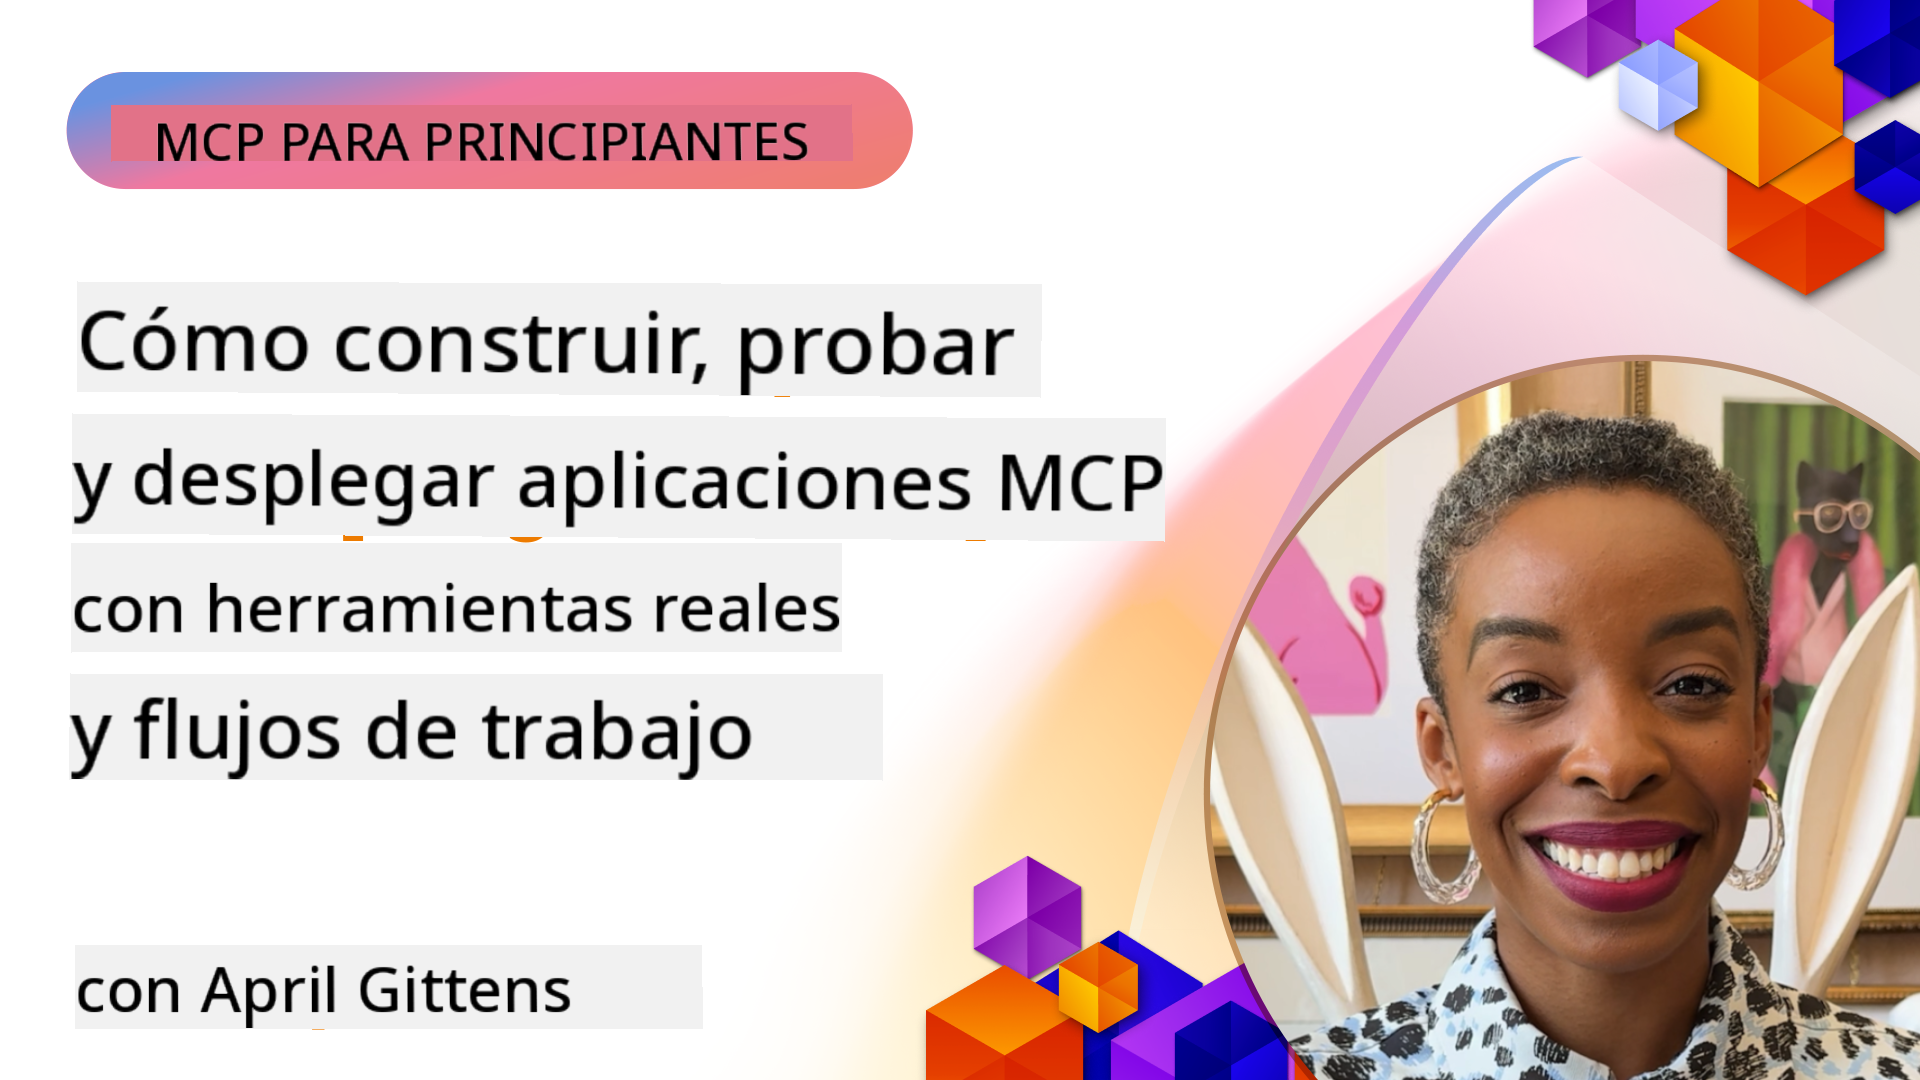 MCP PARA PRINCIPIANTES
Cómo construir, probar
y desplegar aplicaciones MCP
con herramientas reales
y flujos de trabajo
con April Gittens